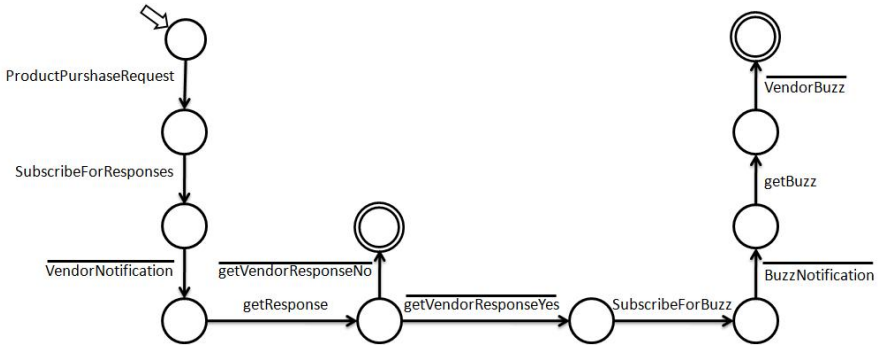 ProductPurshaseRequest
SubscribeForResponses
VendorNotification
getResponse
getVendorResponseNo
getVendorResponseYes
SubscribeForBuzz
BuzzNotification
getBuzz
VendorBuzz